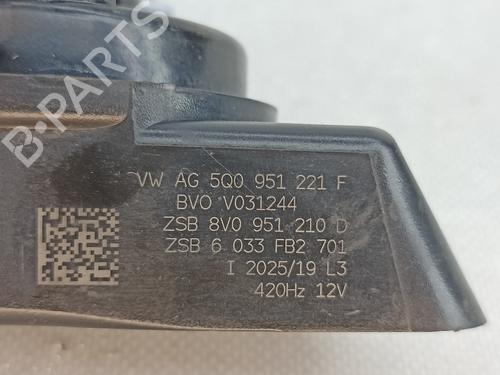 B-PARTS
VW AG 5Q0 951 221 F
BVO V031244
ZSB 8V0 951 210 D
ZSB 6 033 FB2 701
I 2025/19 L3
420Hz 12V